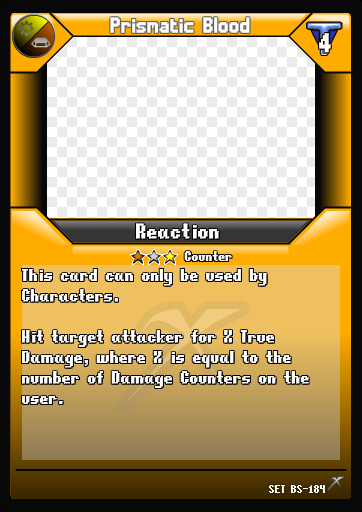 Prismatic Blood
4
Reaction
Counter
This card can only be used by
Characters.
Hit target attacker for X True
Damage, where X is equal to the
number of Damage Counters on the
user.
SET BS-184